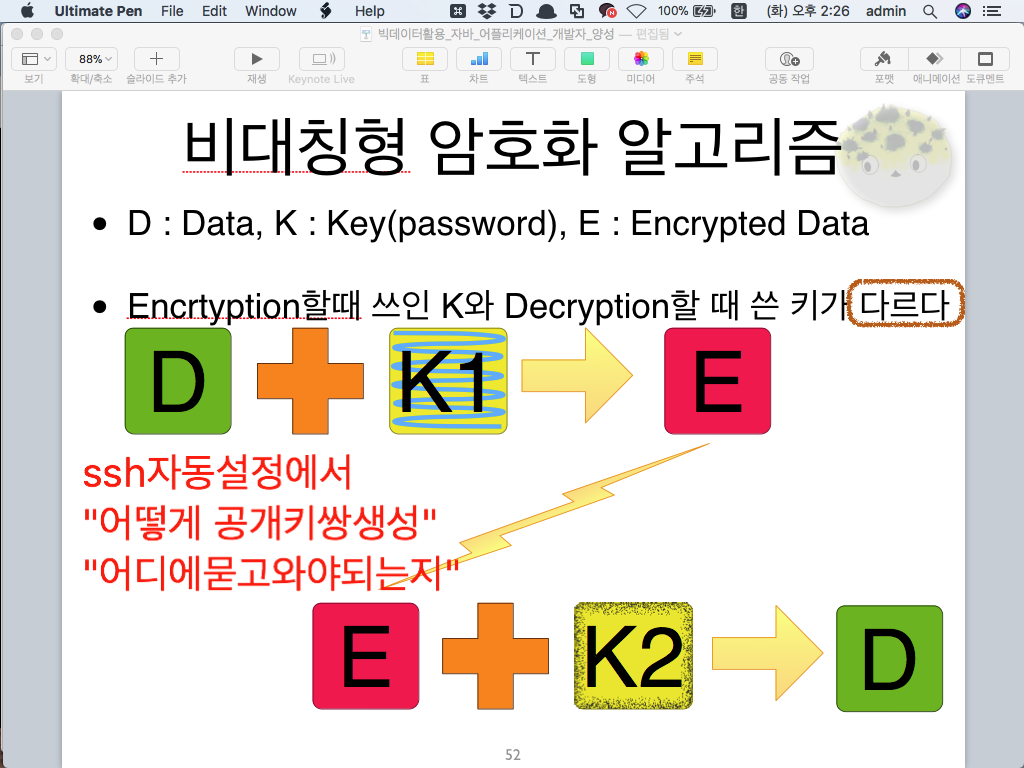 Ultimate Pen File Edit Window Help 100% 한 (화) 오후 2:26 admin
빅데이터활용_자바_어플리케이션_개발자_양성 — 편집됨
88%
보기 확대/축소 슬라이드 추가 재생 Keynote Live 표 차트 텍스트 도형 미디어 주석 공동 작업 포맷 애니메이션 도큐멘트
비대칭형 암호화 알고리즘
• D : Data, K : Key(password), E : Encrypted Data
• Encrtyption할때 쓰인 K와 Decryption할 때 쓴 키가 다르다
D K1 E
ssh자동설정에서
"어떻게 공개키쌍생성"
"어디에묻고와야되는지"
E K2 D
52